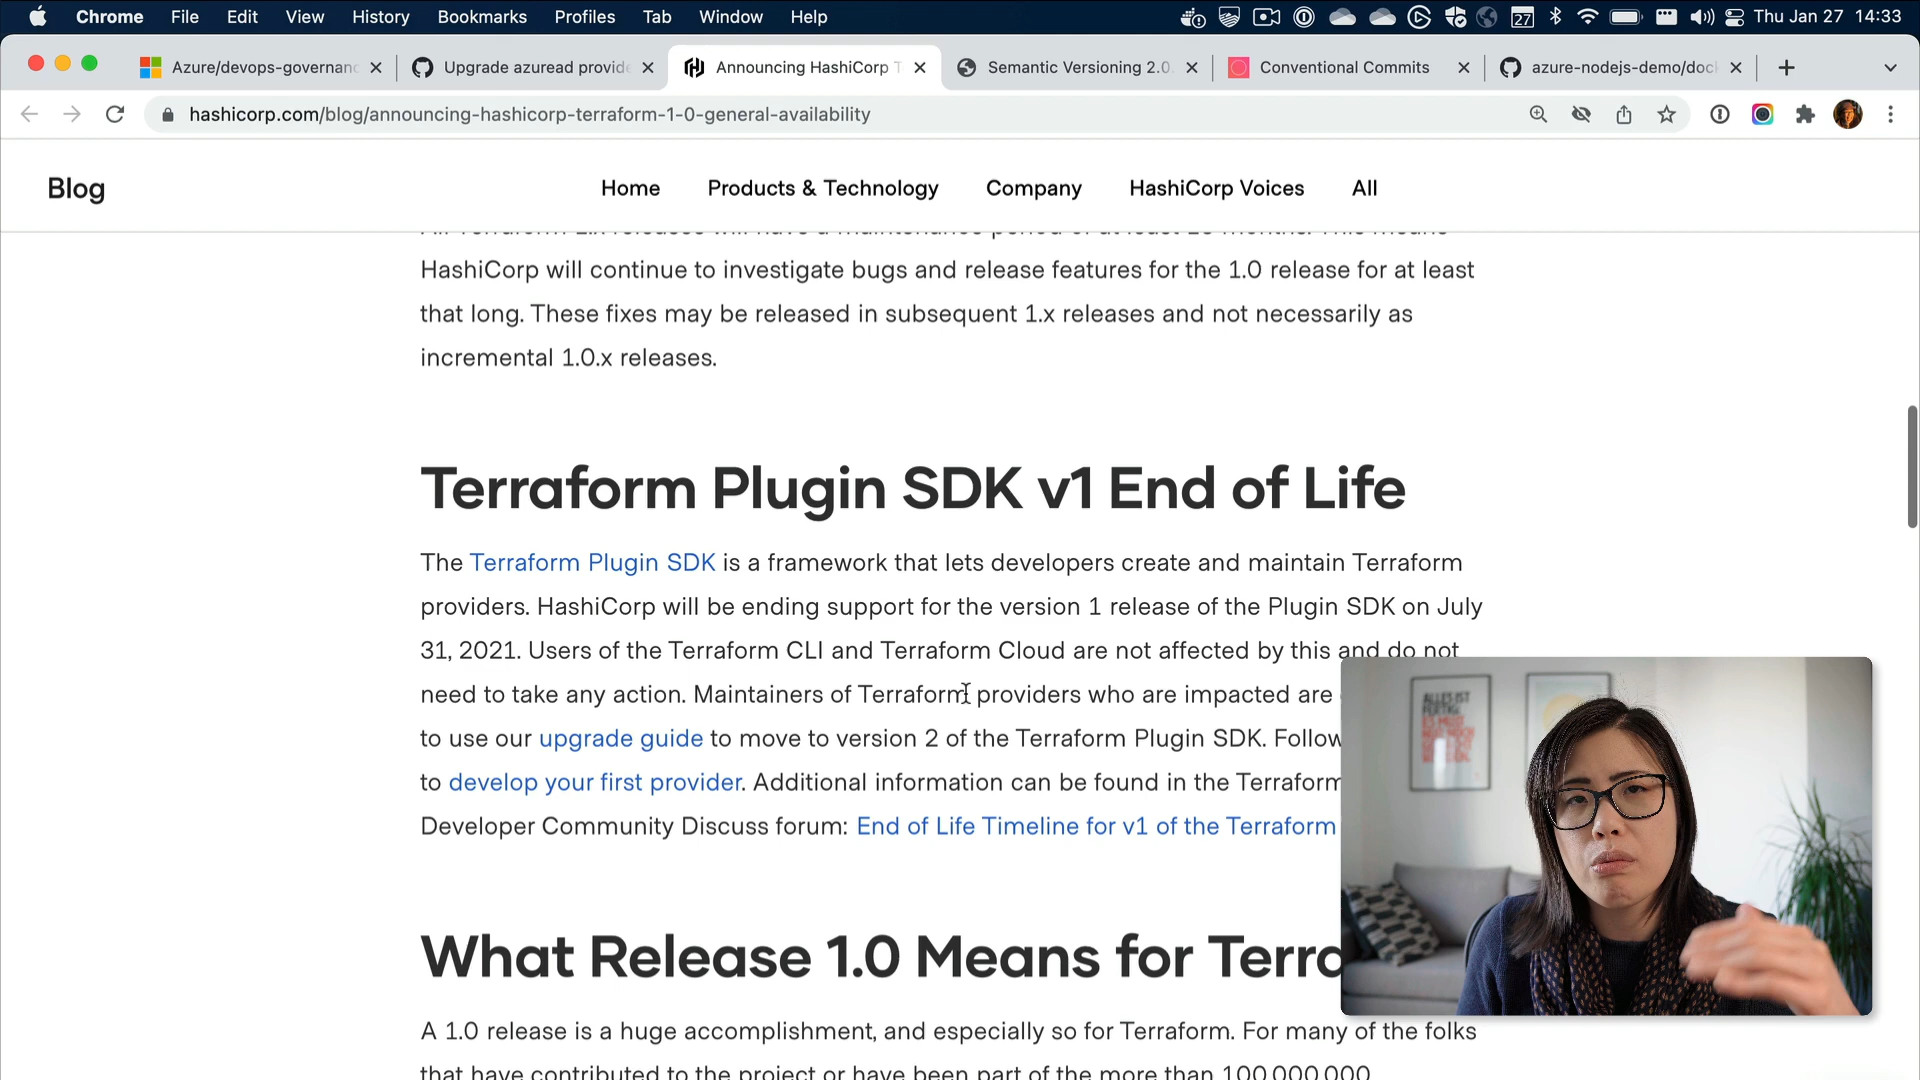 Chrome File Edit View History Bookmarks Profiles Tab Window Help 27 Thu Jan 27 14:33
Azure/devops-governanc Upgrade azuread provide Announcing HashiCorp T Semantic Versioning 2.0. Conventional Commits azure-nodejs-demo/doc
hashicorp.com/blog/announcing-hashicorp-terraform-1-0-general-availability
Blog Home Products & Technology Company HashiCorp Voices All
HashiCorp will continue to investigate bugs and release features for the 1.0 release for at least
that long. These fixes may be released in subsequent 1.x releases and not necessarily as
incremental 1.0.x releases.
Terraform Plugin SDK v1 End of Life
The Terraform Plugin SDK is a framework that lets developers create and maintain Terraform
providers. HashiCorp will be ending support for the version 1 release of the Plugin SDK on July
31, 2021. Users of the Terraform CLI and Terraform Cloud are not affected by this and do not
need to take any action. Maintainers of Terraform providers who are impacted are
to use our upgrade guide to move to version 2 of the Terraform Plugin SDK. Follow
to develop your first provider. Additional information can be found in the Terraform
Developer Community Discuss forum: End of Life Timeline for v1 of the Terraform
What Release 1.0 Means for Terra
A 1.0 release is a huge accomplishment, and especially so for Terraform. For many of the folks
that have contributed to the project or have been part of the more than 100,000,000
ALLES IST
FERTIG.
ES MUSS
NUR NOCH